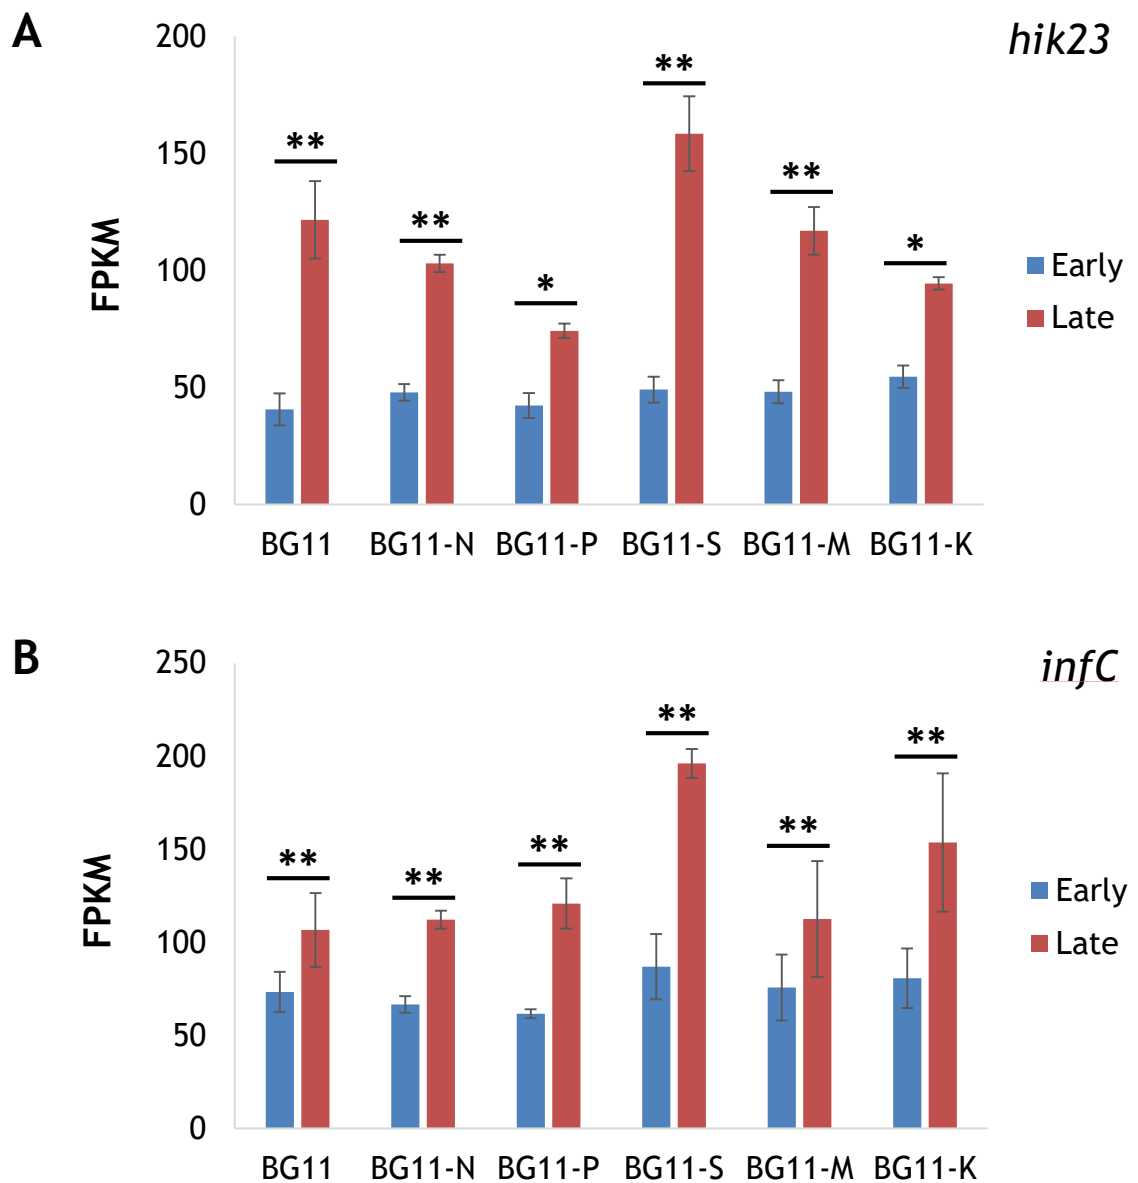 A
hik23
200
150
100
50
0
FPKM
**
**
*
**
**
*
Early
Late
BG11 BG11-N BG11-P BG11-S BG11-M BG11-K
B
infC
250
200
150
100
50
0
FPKM
**
**
**
**
**
**
Early
Late
BG11 BG11-N BG11-P BG11-S BG11-M BG11-K